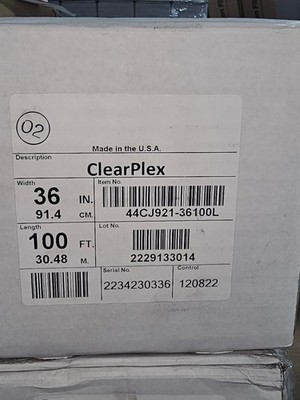 02
Made in the U.S.A.
Description
ClearPlex
Width
36 IN.
91.4 CM.
Item No.
44CJ921-36100L
Length
100 FT.
30.48 M.
Lot No.
2229133014
Serial No.
2234230336
Control
120822